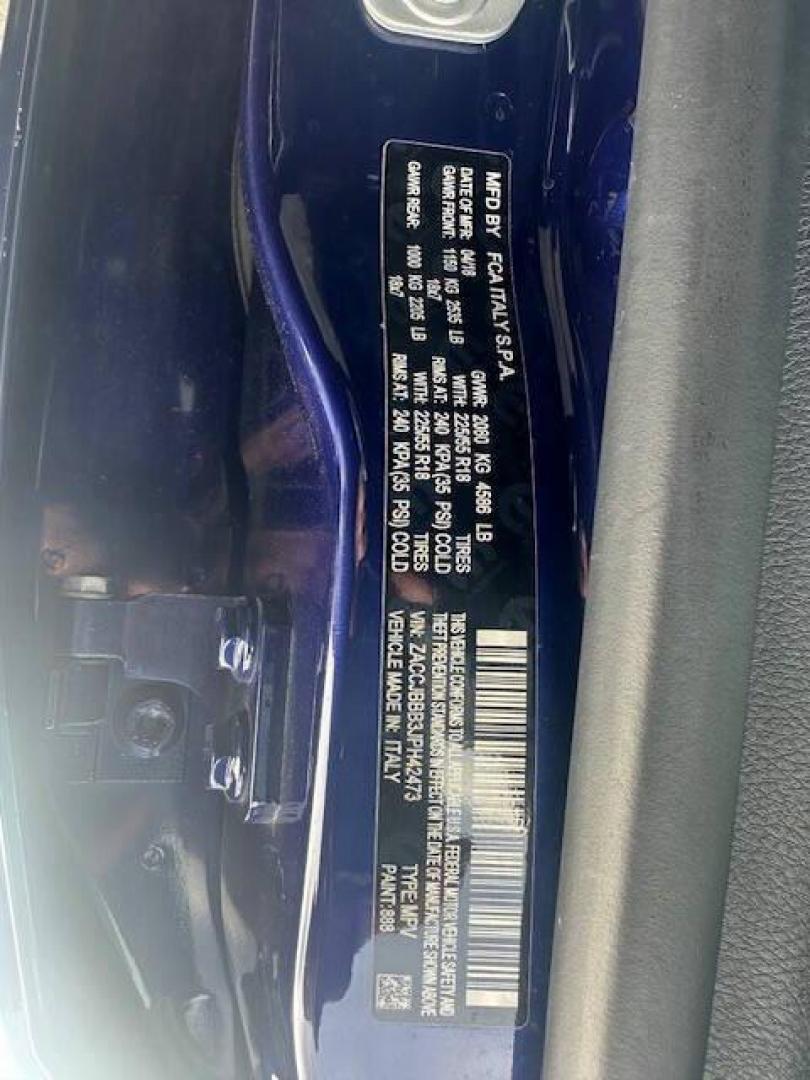 MFD BY FCA ITALY S.P.A.
DATE OF MFR: 04/18 GVWR: 2080 KG 4586 LB
GAWR FRONT: 1150 KG 2535 LB WITH: 225/55 R18 TIRES
18x7 RIMS AT: 240 KPA (35 PSI) COLD
GAWR REAR: 1000 KG 2205 LB WITH: 225/55 R18 TIRES
18x7 RIMS AT: 240 KPA (35 PSI) COLD
THIS VEHICLE CONFORMS TO ALL APPLICABLE U.S.A. FEDERAL MOTOR VEHICLE SAFETY AND
THEFT PREVENTION STANDARDS IN EFFECT ON THE DATE OF MANUFACTURE SHOWN ABOVE
VIN: ZACCJBBB3JPH42473 TYPE: MPV
VEHICLE MADE IN: ITALY PAINT: 888